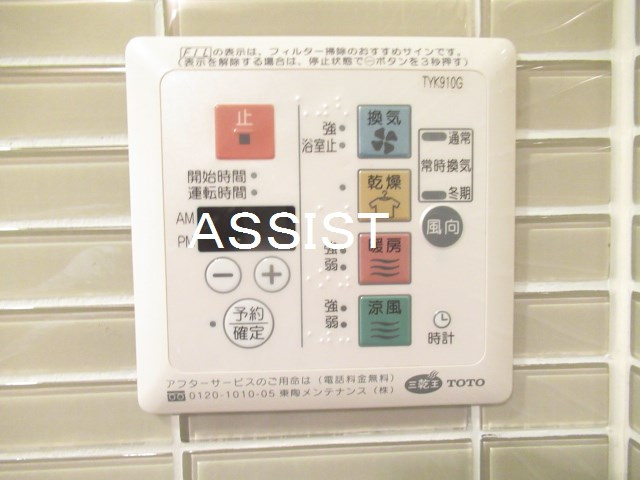 FILの表示は、フィルター掃除のおすすめサインです。
(表示を解除する場合は、停止状態で⊖ボタンを3秒押す)
TYK910G
止
換気
強
浴室止
通常
常時換気
冬期
開始時間
運転時間
乾燥
AM
PM
ASSIST
風向
暖房
強
弱
− +
予約
確定
涼風
強
弱
時計
アフターサービスのご用命は(電話料金無料)
0120-1010-05 東陶メンテナンス(株)
三乾王 TOTO